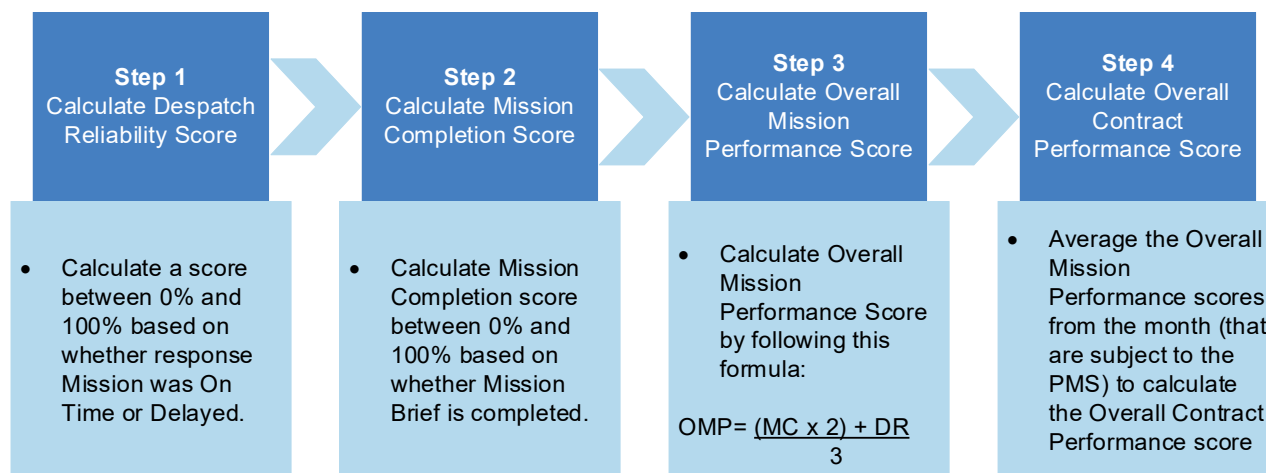 Step 1
Calculate Despatch
Reliability Score
Step 2
Calculate Mission
Completion Score
Step 3
Calculate Overall
Mission
Performance Score
Step 4
Calculate Overall
Contract
Performance Score
• Calculate a score
between 0% and
100% based on
whether response
Mission was On
Time or Delayed.
• Calculate Mission
Completion score
between 0% and
100% based on
whether Mission
Brief is completed.
• Calculate Overall
Mission
Performance Score
by following this
formula:
OMP= (MC x 2) + DR
3
• Average the Overall
Mission
Performance scores
from the month (that
are subject to the
PMS) to calculate
the Overall Contract
Performance score